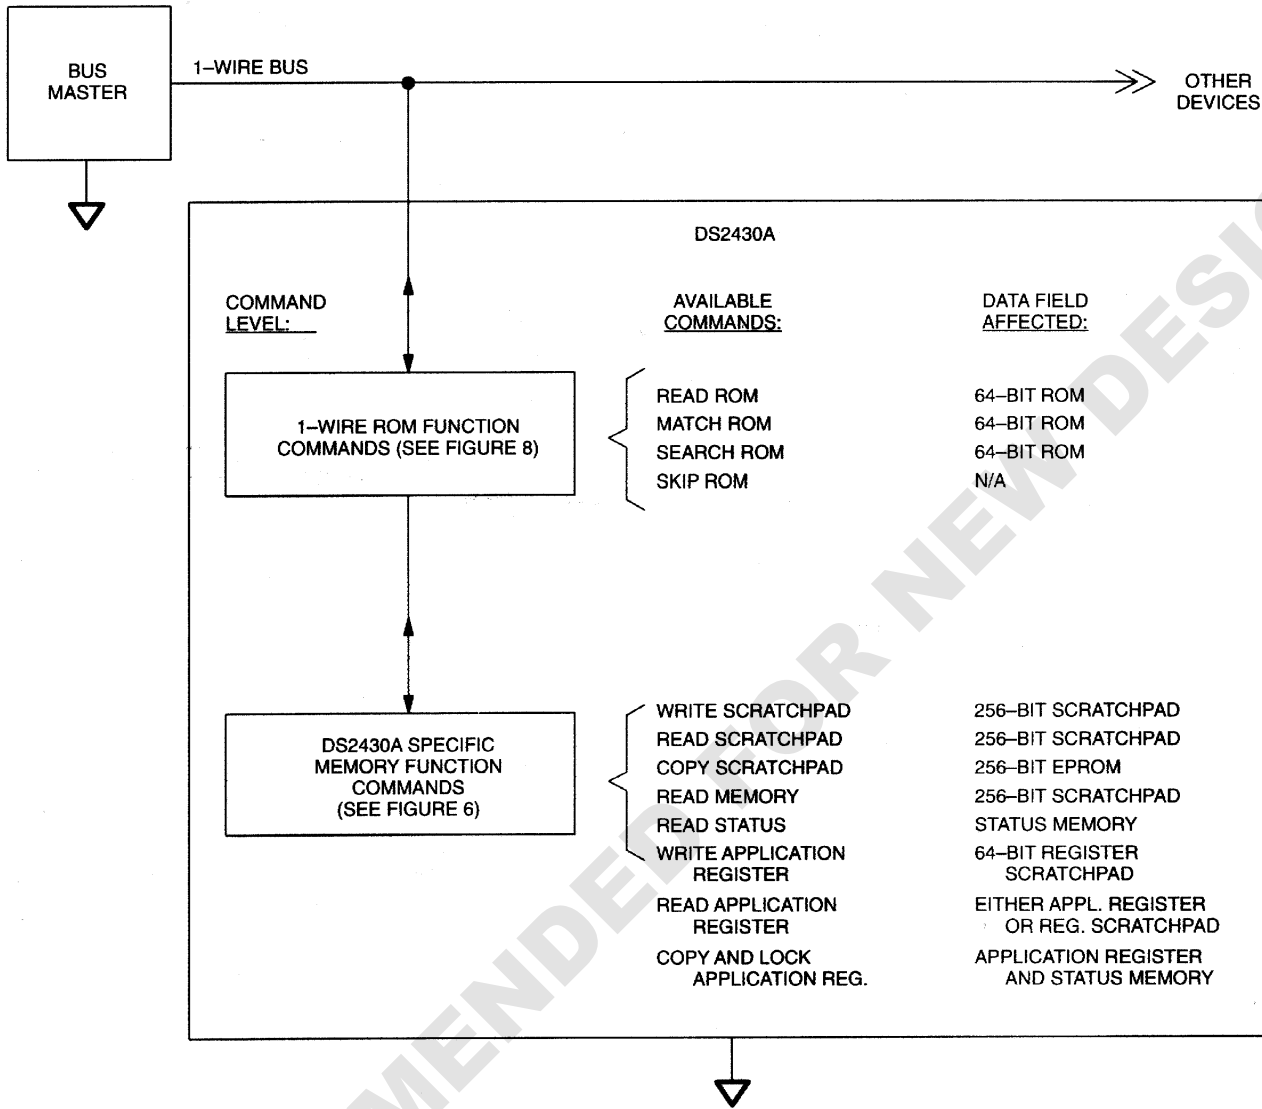 BUS
MASTER
1–WIRE BUS
OTHER
DEVICES
DS2430A
COMMAND
LEVEL:
AVAILABLE
COMMANDS:
DATA FIELD
AFFECTED:
1–WIRE ROM FUNCTION
COMMANDS (SEE FIGURE 8)
READ ROM 64–BIT ROM
MATCH ROM 64–BIT ROM
SEARCH ROM 64–BIT ROM
SKIP ROM N/A
DS2430A SPECIFIC
MEMORY FUNCTION
COMMANDS
(SEE FIGURE 6)
WRITE SCRATCHPAD 256–BIT SCRATCHPAD
READ SCRATCHPAD 256–BIT SCRATCHPAD
COPY SCRATCHPAD 256–BIT EPROM
READ MEMORY 256–BIT SCRATCHPAD
READ STATUS STATUS MEMORY
WRITE APPLICATION 64–BIT REGISTER
REGISTER SCRATCHPAD
READ APPLICATION EITHER APPL. REGISTER
REGISTER OR REG. SCRATCHPAD
COPY AND LOCK APPLICATION REGISTER
APPLICATION REG. AND STATUS MEMORY
MENDED FOR NEW DESIG